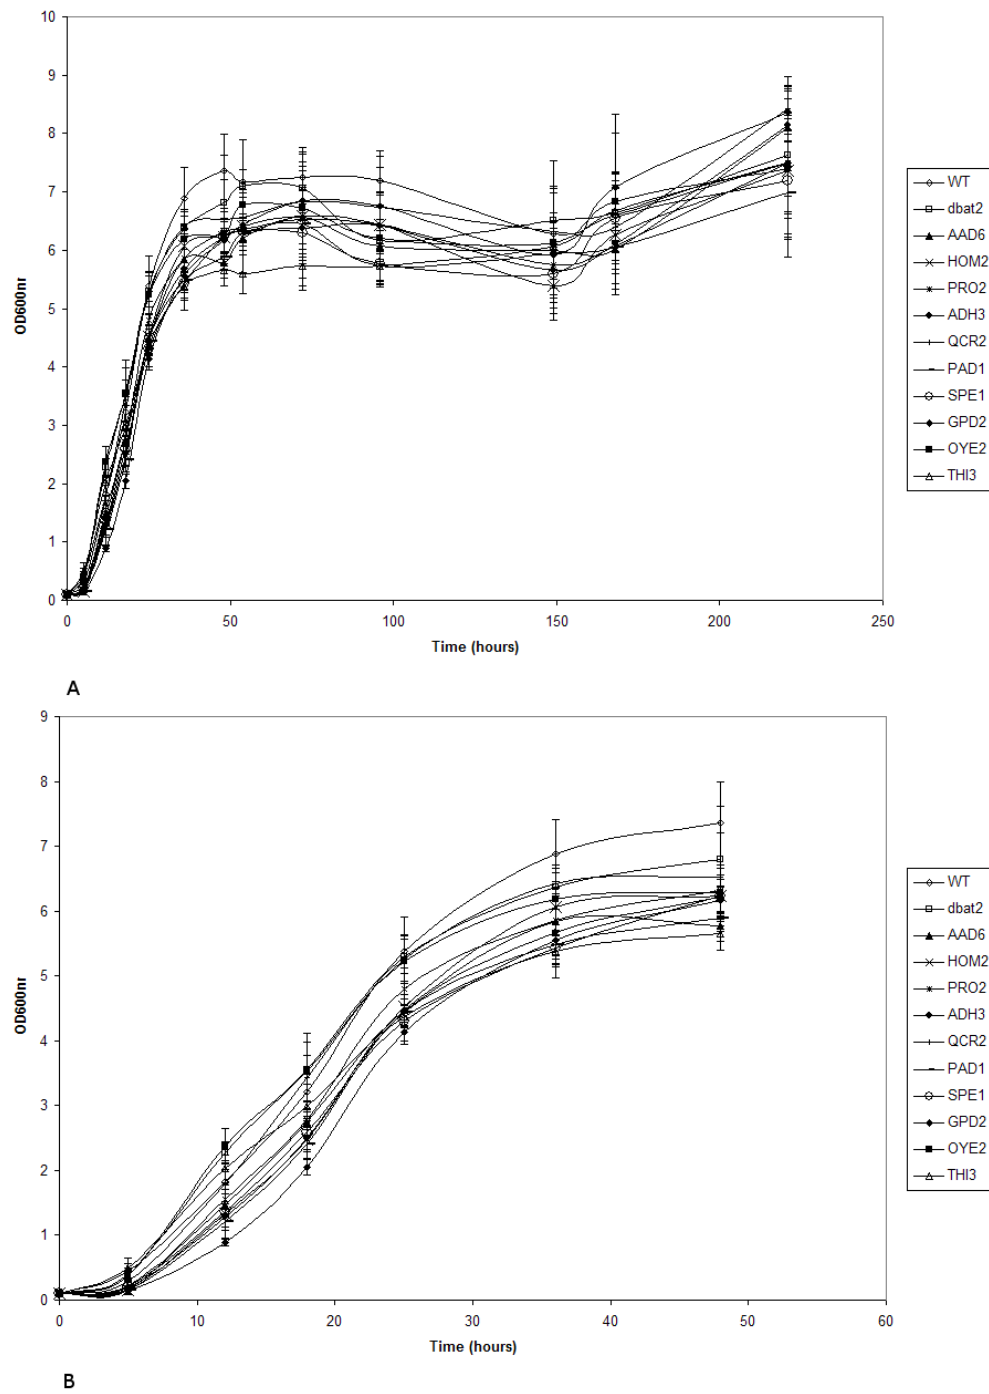 10
9
8
7
6
5
4
3
2
1
0
OD600nr
0 50 100 150 200 250
Time (hours)
WT
dbat2
AAD6
HOM2
PRO2
ADH3
QCR2
PAD1
SPE1
GPD2
OYE2
THI3
A
9
8
7
6
5
4
3
2
1
0
OD600nr
0 10 20 30 40 50 60
Time (hours)
WT
dbat2
AAD6
HOM2
PRO2
ADH3
QCR2
PAD1
SPE1
GPD2
OYE2
THI3
B